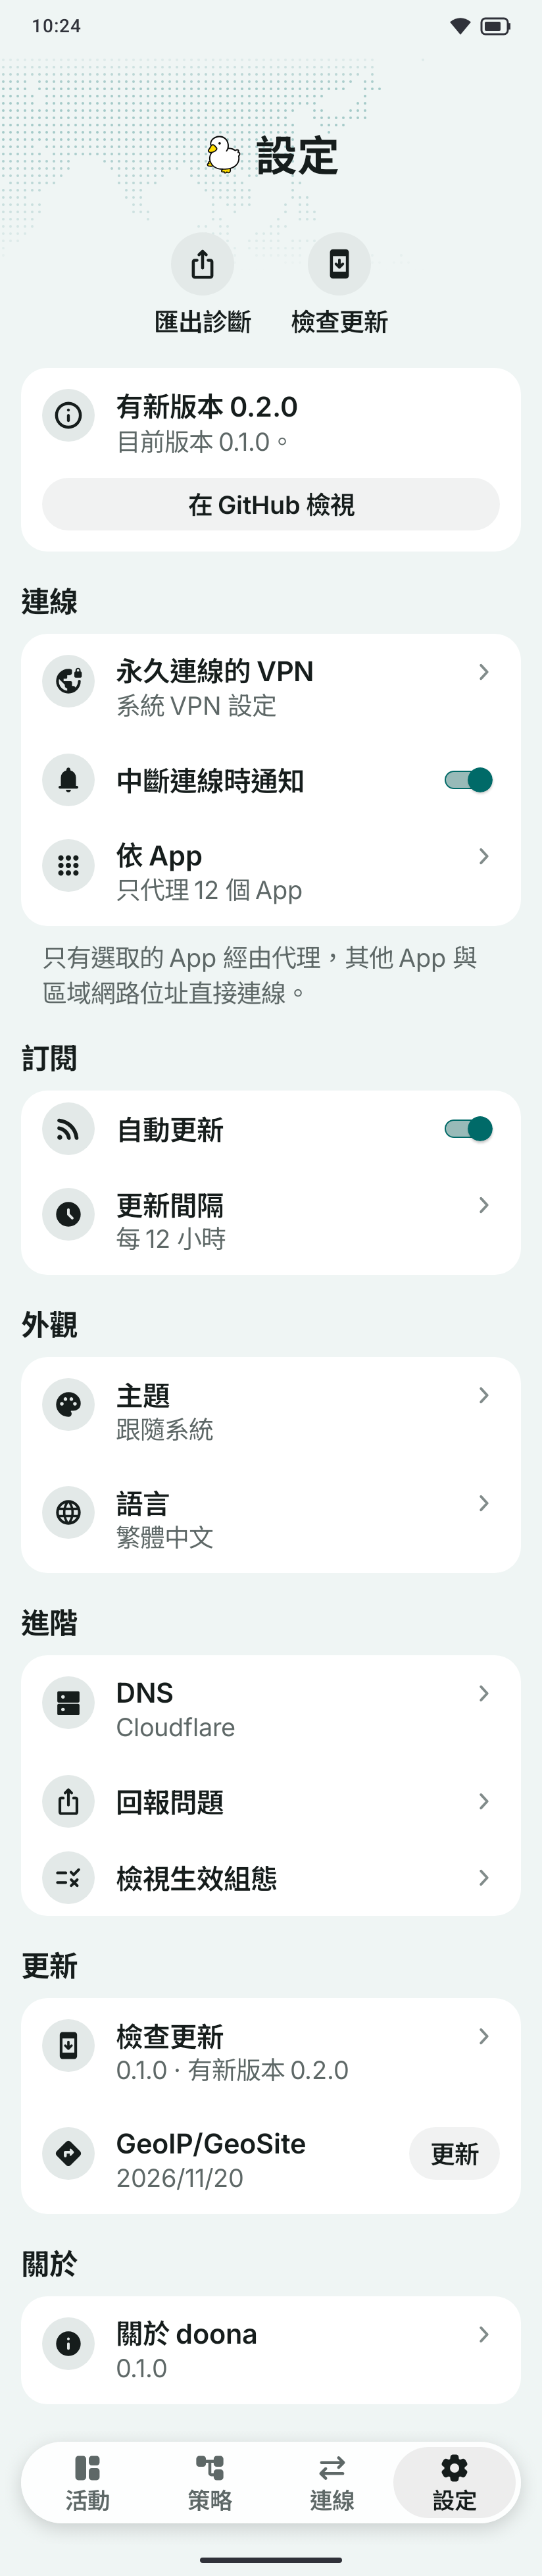 10:24
設定
匯出診斷
檢查更新
有新版本 0.2.0
目前版本 0.1.0。
在 GitHub 檢視
連線
永久連線的 VPN
系統 VPN 設定
中斷連線時通知
依 App
只代理 12 個 App
只有選取的 App 經由代理，其他 App 與
區域網路位址直接連線。
訂閱
自動更新
更新間隔
每 12 小時
外觀
主題
跟隨系統
語言
繁體中文
進階
DNS
Cloudflare
回報問題
檢視生效組態
更新
檢查更新
0.1.0 · 有新版本 0.2.0
GeoIP/GeoSite
2026/11/20
更新
關於
關於 doona
0.1.0
活動
策略
連線
設定